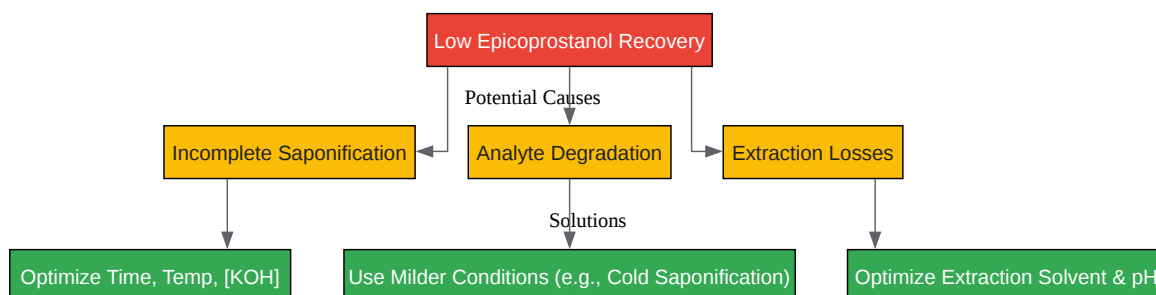 Low Epicoprostanol Recovery
Potential Causes
Incomplete Saponification
Analyte Degradation
Extraction Losses
Solutions
Optimize Time, Temp, [KOH]
Use Milder Conditions (e.g., Cold Saponification)
Optimize Extraction Solvent & pH